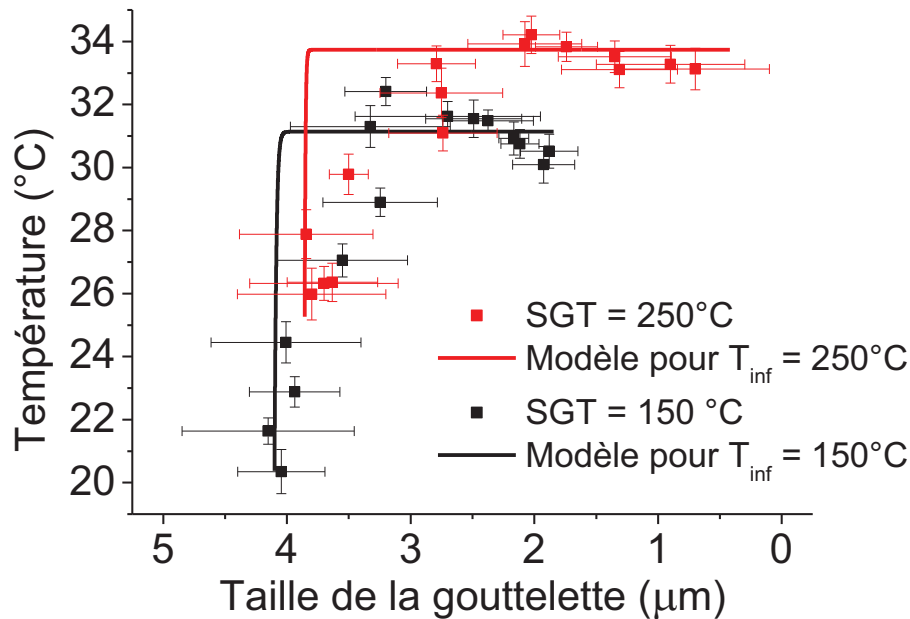 34
32
30
28
26
24
22
20
Température (°C)
SGT = 250°C
Modèle pour T_inf = 250°C
SGT = 150 °C
Modèle pour T_inf = 150°C
5 4 3 2 1 0
Taille de la gouttelette (μm)